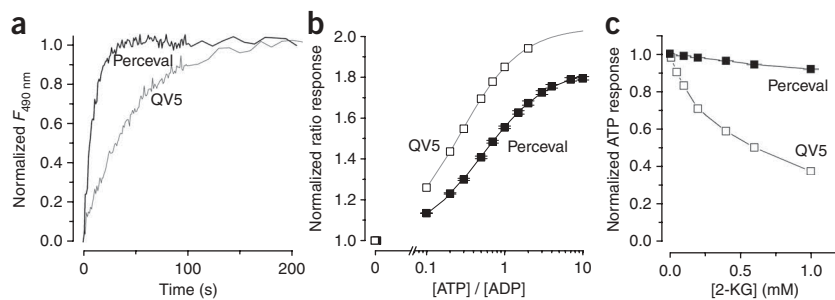 a
Normalized F490 nm
1.0
0.8
0.6
0.4
0.2
0.0
Perceval
QV5
0
100
200
Time (s)
b
Normalized ratio response
2.0
1.8
1.6
1.4
1.2
1.0
QV5
Perceval
0
0.1
1
10
[ATP] / [ADP]
c
Normalized ATP response
1.0
0.8
0.6
0.4
0.2
0.0
Perceval
QV5
0.0
0.5
1.0
[2-KG] (mM)